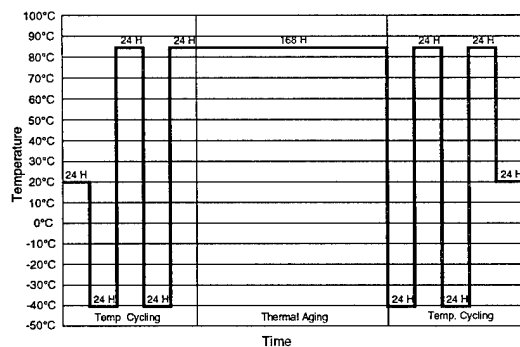 100°C
90°C
80°C
70°C
60°C
50°C
40°C
30°C
20°C
10°C
0°C
-10°C
-20°C
-30°C
-40°C
-50°C
Temperature
24 H
24 H
24 H
24 H
24 H
168 H
24 H
24 H
24 H
24 H
24 H
Temp Cycling
Thermal Aging
Temp. Cycling
Time